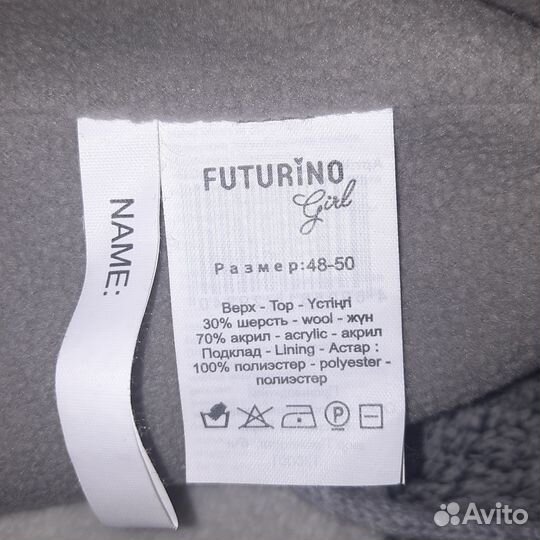 NAME:
FUTURINO
Girl
Размер:48-50
Верх - Top - Үстіңгі
30% шерсть - wool - жүн
70% акрил - acrylic - акрил
Подклад - Lining - Астар :
100% полиэстер - polyester -
полиэстер
P
Avito